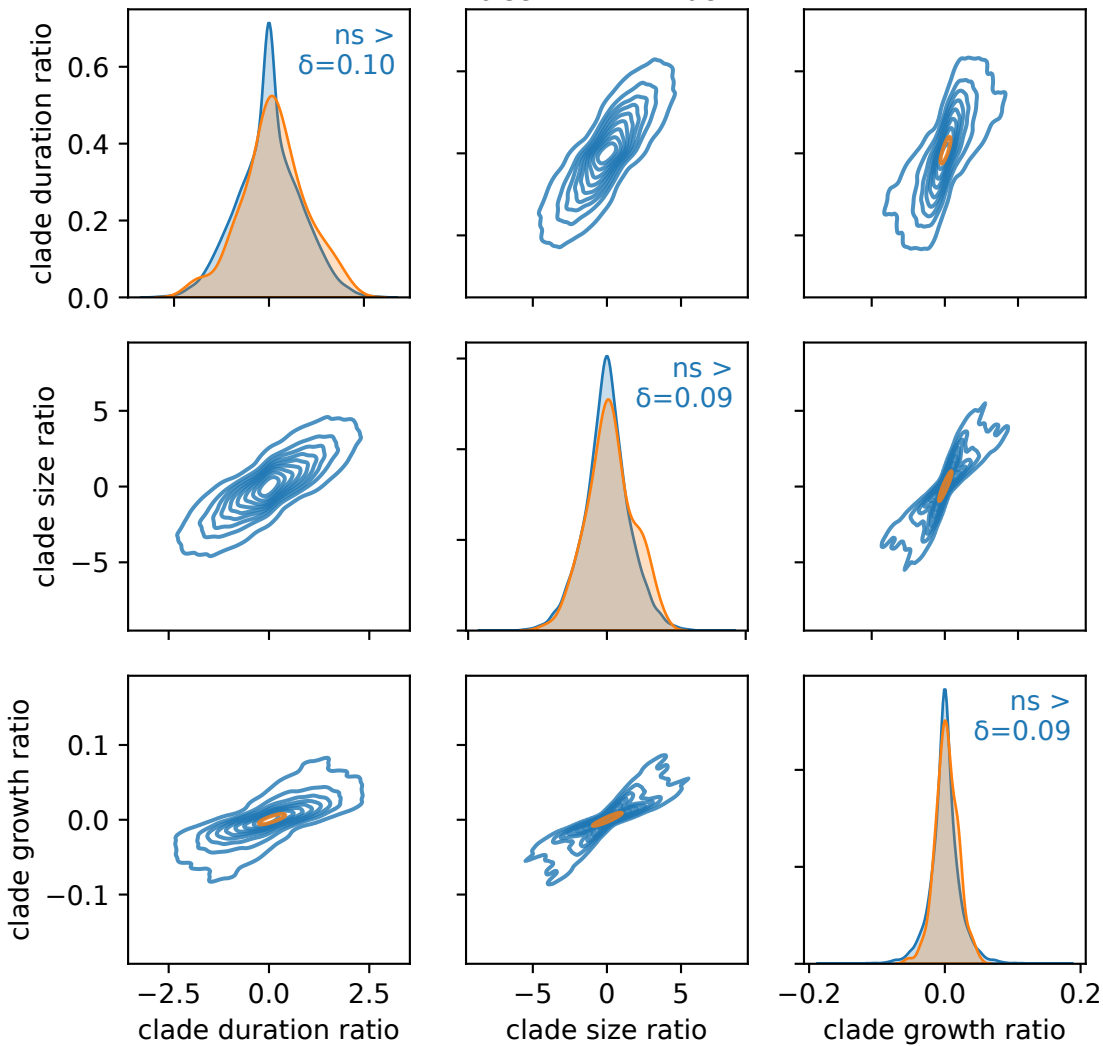 clade duration ratio
0.6
0.4
0.2
0.0
ns >
δ=0.10
clade size ratio
5
0
−5
ns >
δ=0.09
clade growth ratio
0.1
0.0
−0.1
ns >
δ=0.09
−2.5 0.0 2.5
−5 0 5
−0.2 0.0 0.2
clade duration ratio
clade size ratio
clade growth ratio